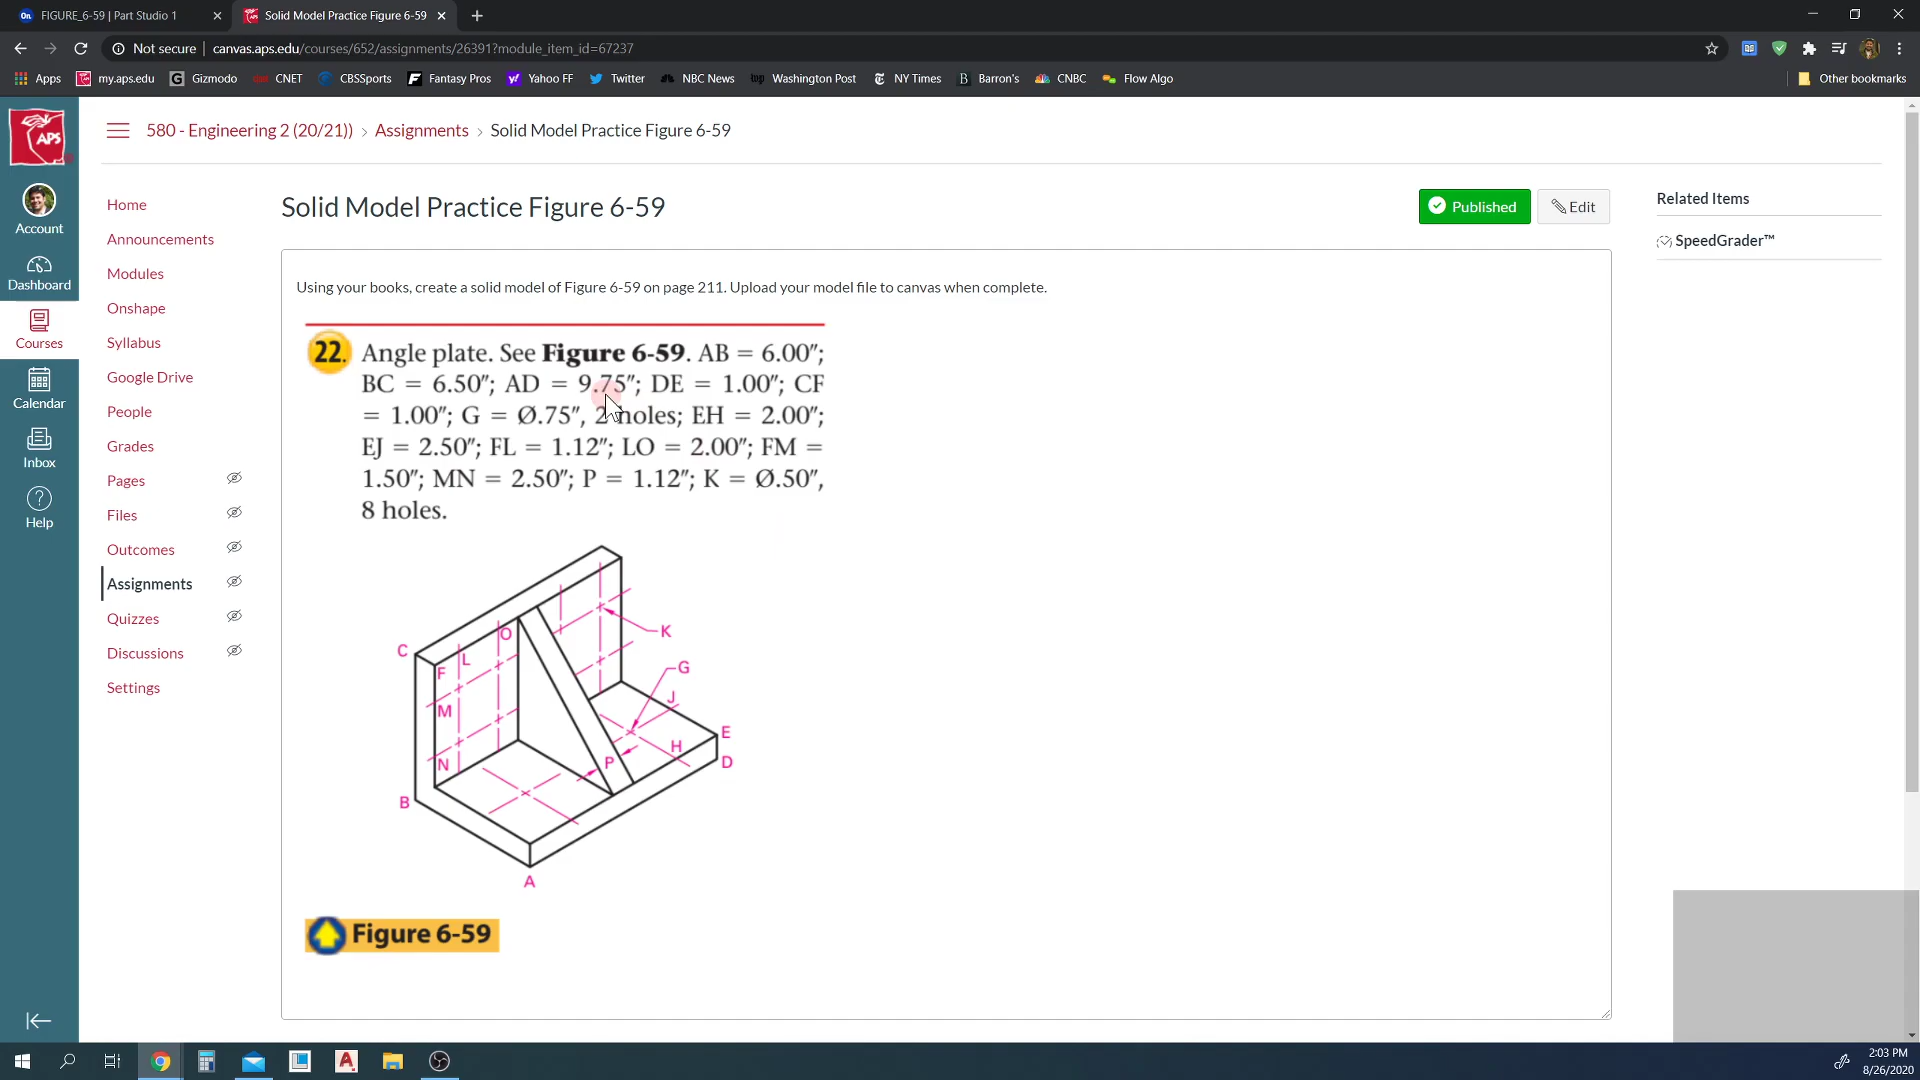 FIGURE_6-59 | Part Studio 1
Solid Model Practice Figure 6-59
Not secure | canvas.aps.edu/courses/652/assignments/26391?module_item_id=67237
Apps my.aps.edu Gizmodo CNET CBSSports Fantasy Pros Yahoo FF Twitter NBC News Washington Post NY Times Barron's CNBC Flow Algo Other bookmarks
APS
Account
Dashboard
Courses
Calendar
Inbox
Help
580 - Engineering 2 (20/21)) › Assignments › Solid Model Practice Figure 6-59
Home
Announcements
Modules
Onshape
Syllabus
Google Drive
People
Grades
Pages
Files
Outcomes
Assignments
Quizzes
Discussions
Settings
Solid Model Practice Figure 6-59
Published
Edit
Related Items
SpeedGrader™
Using your books, create a solid model of Figure 6-59 on page 211. Upload your model file to canvas when complete.
22. Angle plate. See Figure 6-59. AB = 6.00″;
BC = 6.50″; AD = 9.75″; DE = 1.00″; CF
= 1.00″; G = Ø.75″, 2 holes; EH = 2.00″;
EJ = 2.50″; FL = 1.12″; LO = 2.00″; FM =
1.50″; MN = 2.50″; P = 1.12″; K = Ø.50″,
8 holes.
O
K
C
L
F
G
J
M
E
H
P
D
N
B
A
Figure 6-59
2:03 PM
8/26/2020